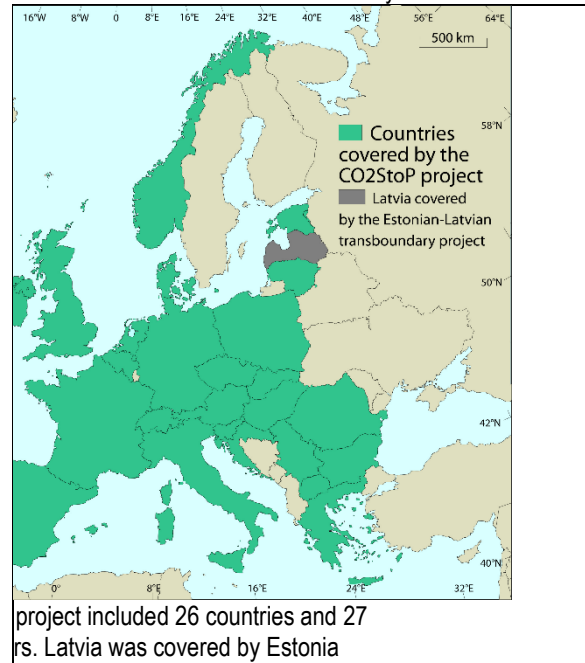 16°W 8° 0 8°E 16°E 24°E 32°E 40°E 48°E 56°E 64°E
500 km
58°N
Countries
covered by the
CO2StoP project
Latvia covered
by the Estonian-Latvian
transboundary project
50°N
42°N
40°N
0° 8°E 16°E 24°E 32°E
project included 26 countries and 27
rs. Latvia was covered by Estonia